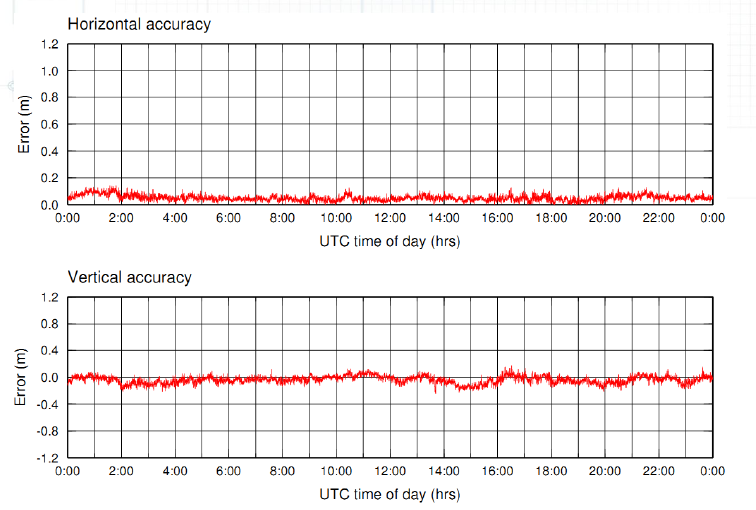 Horizontal accuracy
1.2
1.0
0.8
0.6
0.4
0.2
0.0
Error (m)
0:00 2:00 4:00 6:00 8:00 10:00 12:00 14:00 16:00 18:00 20:00 22:00 0:00
UTC time of day (hrs)
Vertical accuracy
1.2
0.8
0.4
0.0
-0.4
-0.8
-1.2
Error (m)
0:00 2:00 4:00 6:00 8:00 10:00 12:00 14:00 16:00 18:00 20:00 22:00 0:00
UTC time of day (hrs)